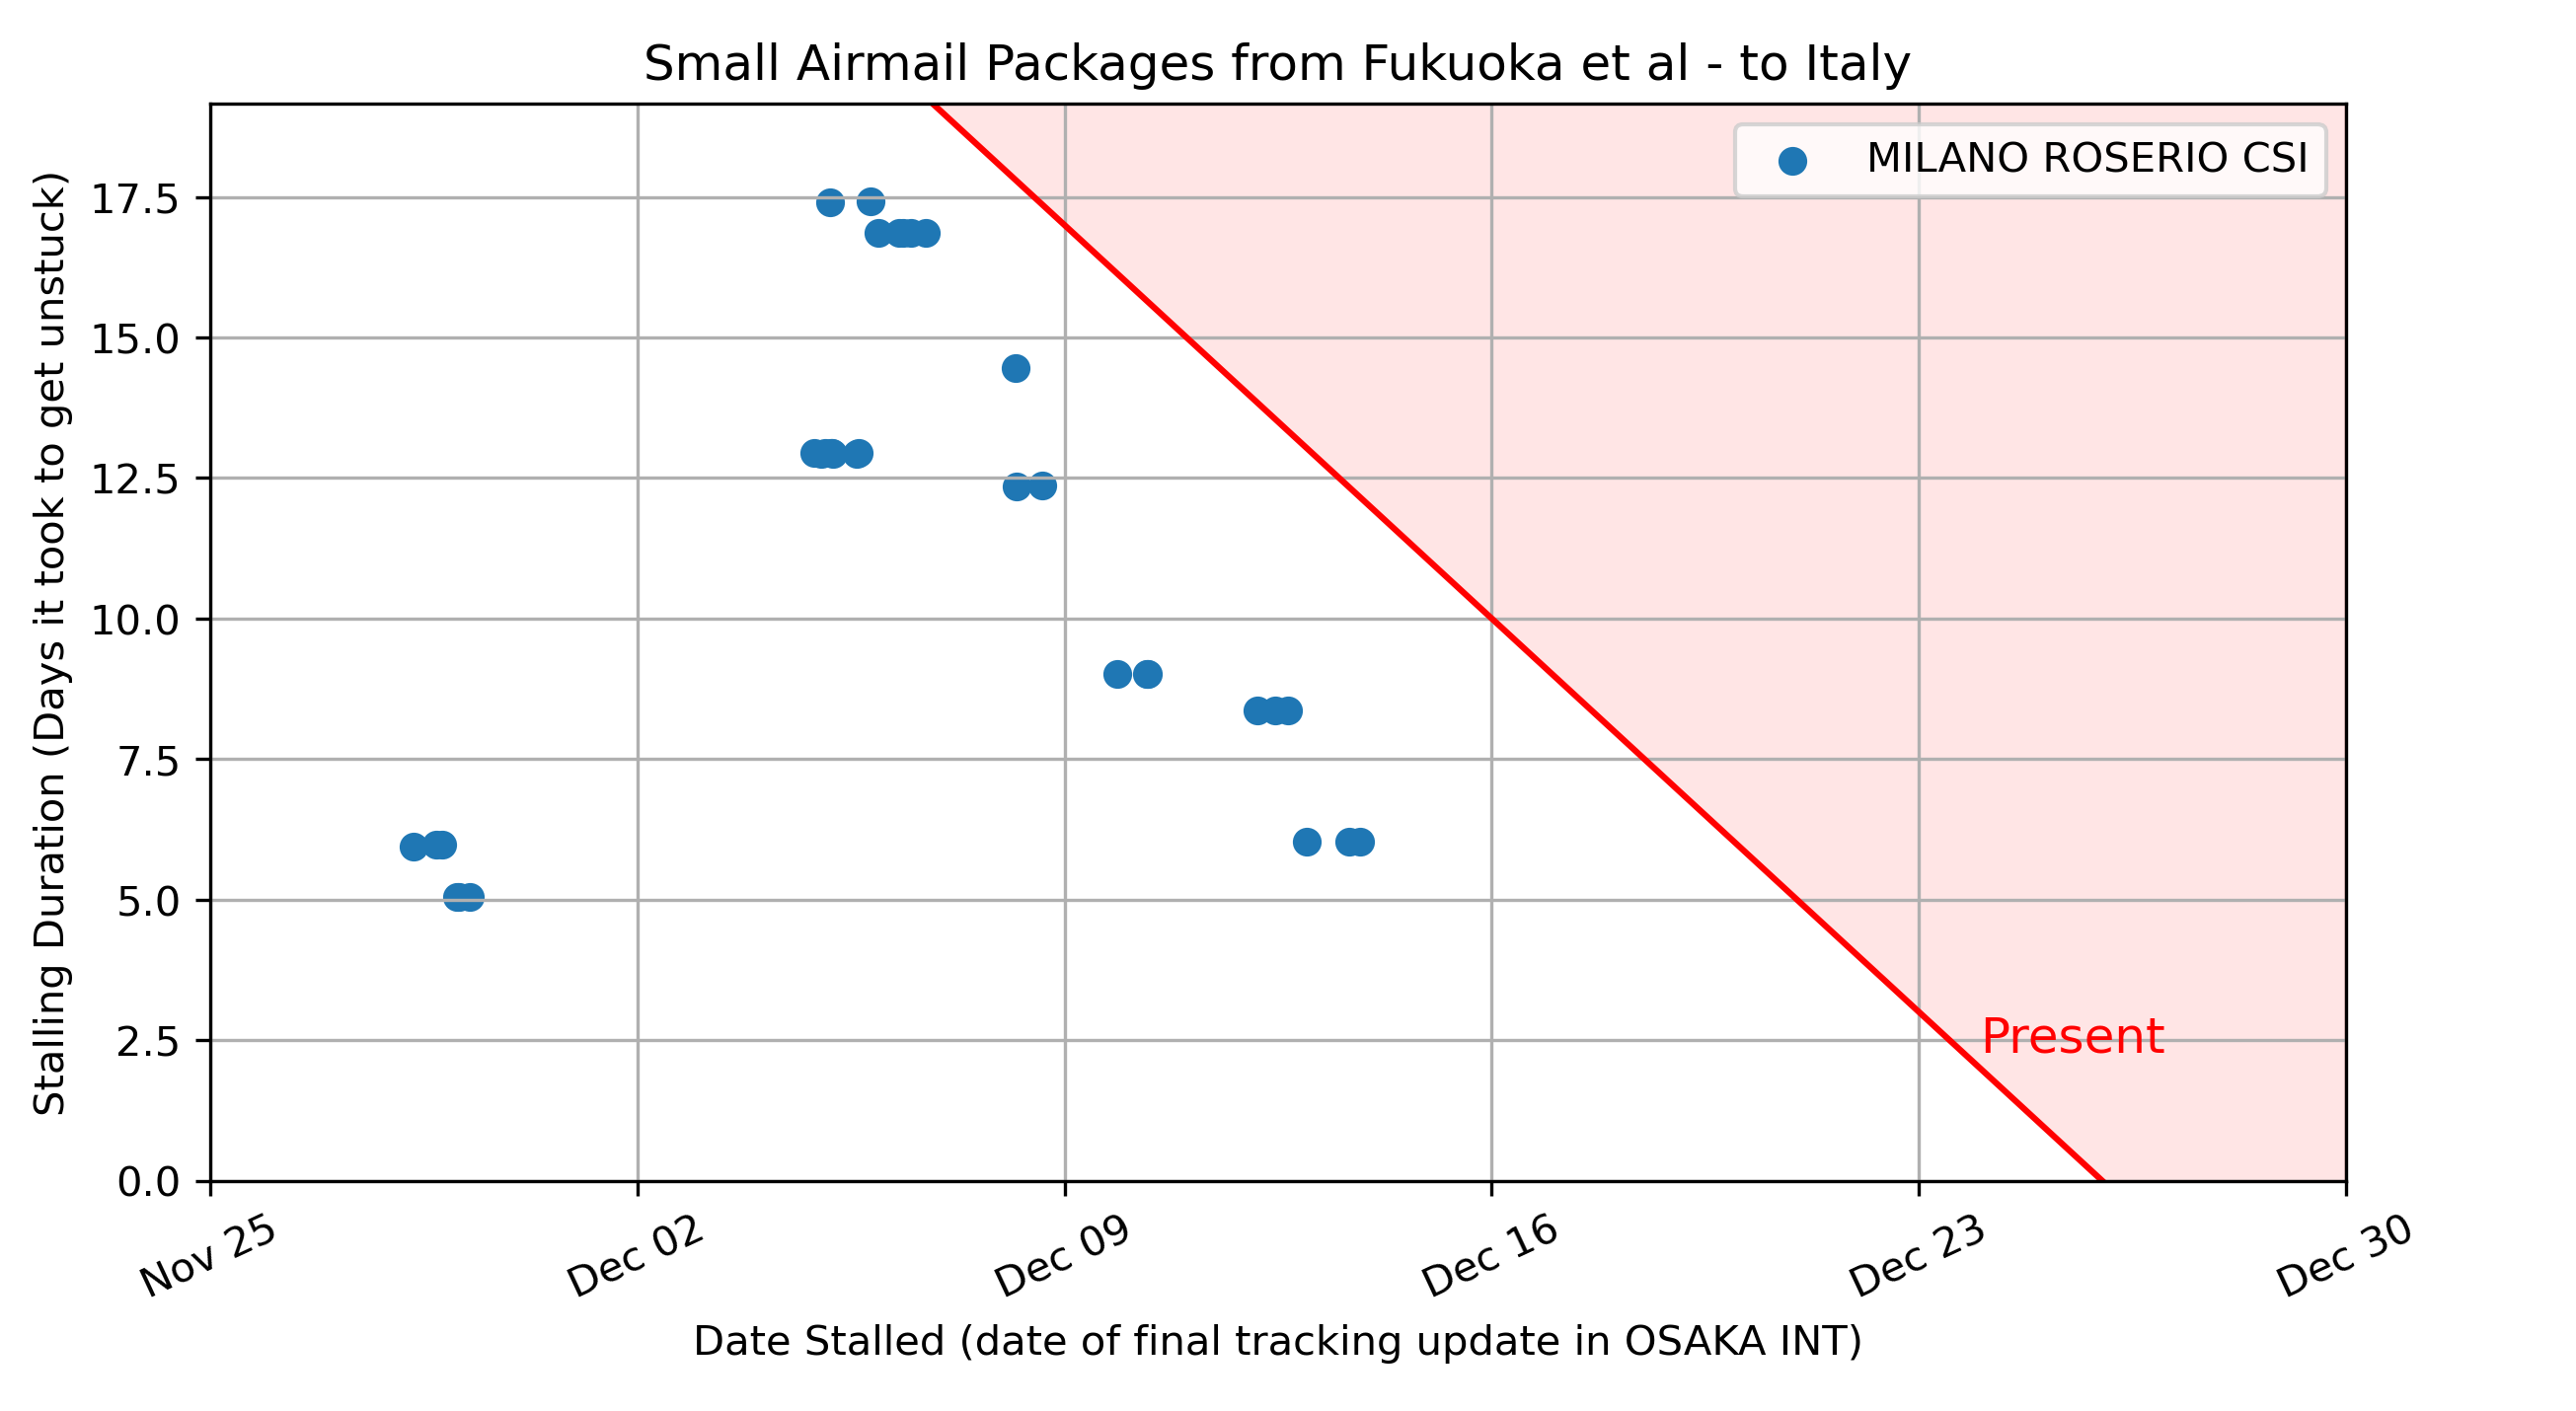 Small Airmail Packages from Fukuoka et al - to Italy
MILANO ROSERIO CSI
Stalling Duration (Days it took to get unstuck)
17.5
15.0
12.5
10.0
7.5
5.0
2.5
0.0
Present
Nov 25
Dec 02
Dec 09
Dec 16
Dec 23
Dec 30
Date Stalled (date of final tracking update in OSAKA INT)